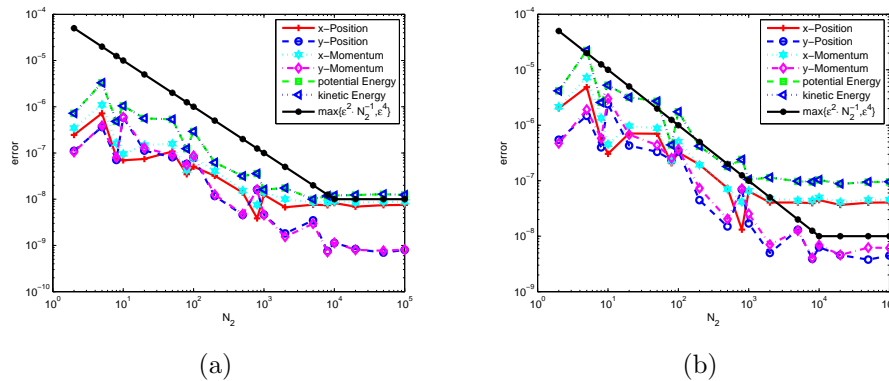 10⁻⁴
10⁻⁵
10⁻⁶
10⁻⁷
10⁻⁸
10⁻⁹
10⁻¹⁰
error
10⁰ 10¹ 10² 10³ 10⁴ 10⁵
N₂
x−Position
y−Position
x−Momentum
y−Momentum
potential Energy
kinetic Energy
max{ε²· N₂⁻¹,ε⁴}
(a)
10⁻⁴
10⁻⁵
10⁻⁶
10⁻⁷
10⁻⁸
10⁻⁹
error
10⁰ 10¹ 10² 10³ 10⁴ 10
N₂
x−Position
y−Position
x−Momentum
y−Momentum
potential Energy
kinetic Energy
max{ε²· N₂⁻¹,ε⁴}
(b)